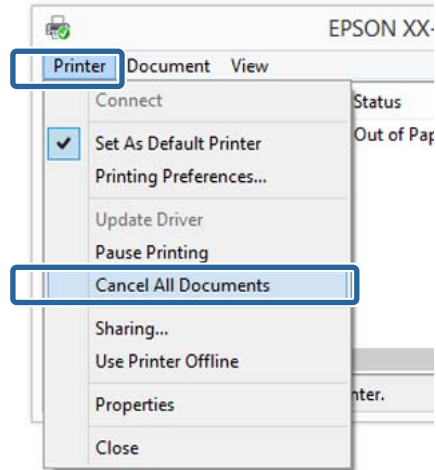 EPSON XX-
Printer Document View
Connect
Status
Set As Default Printer
Out of Pap
Printing Preferences...
Update Driver
Pause Printing
Cancel All Documents
Sharing...
Use Printer Offline
Properties
nter.
Close